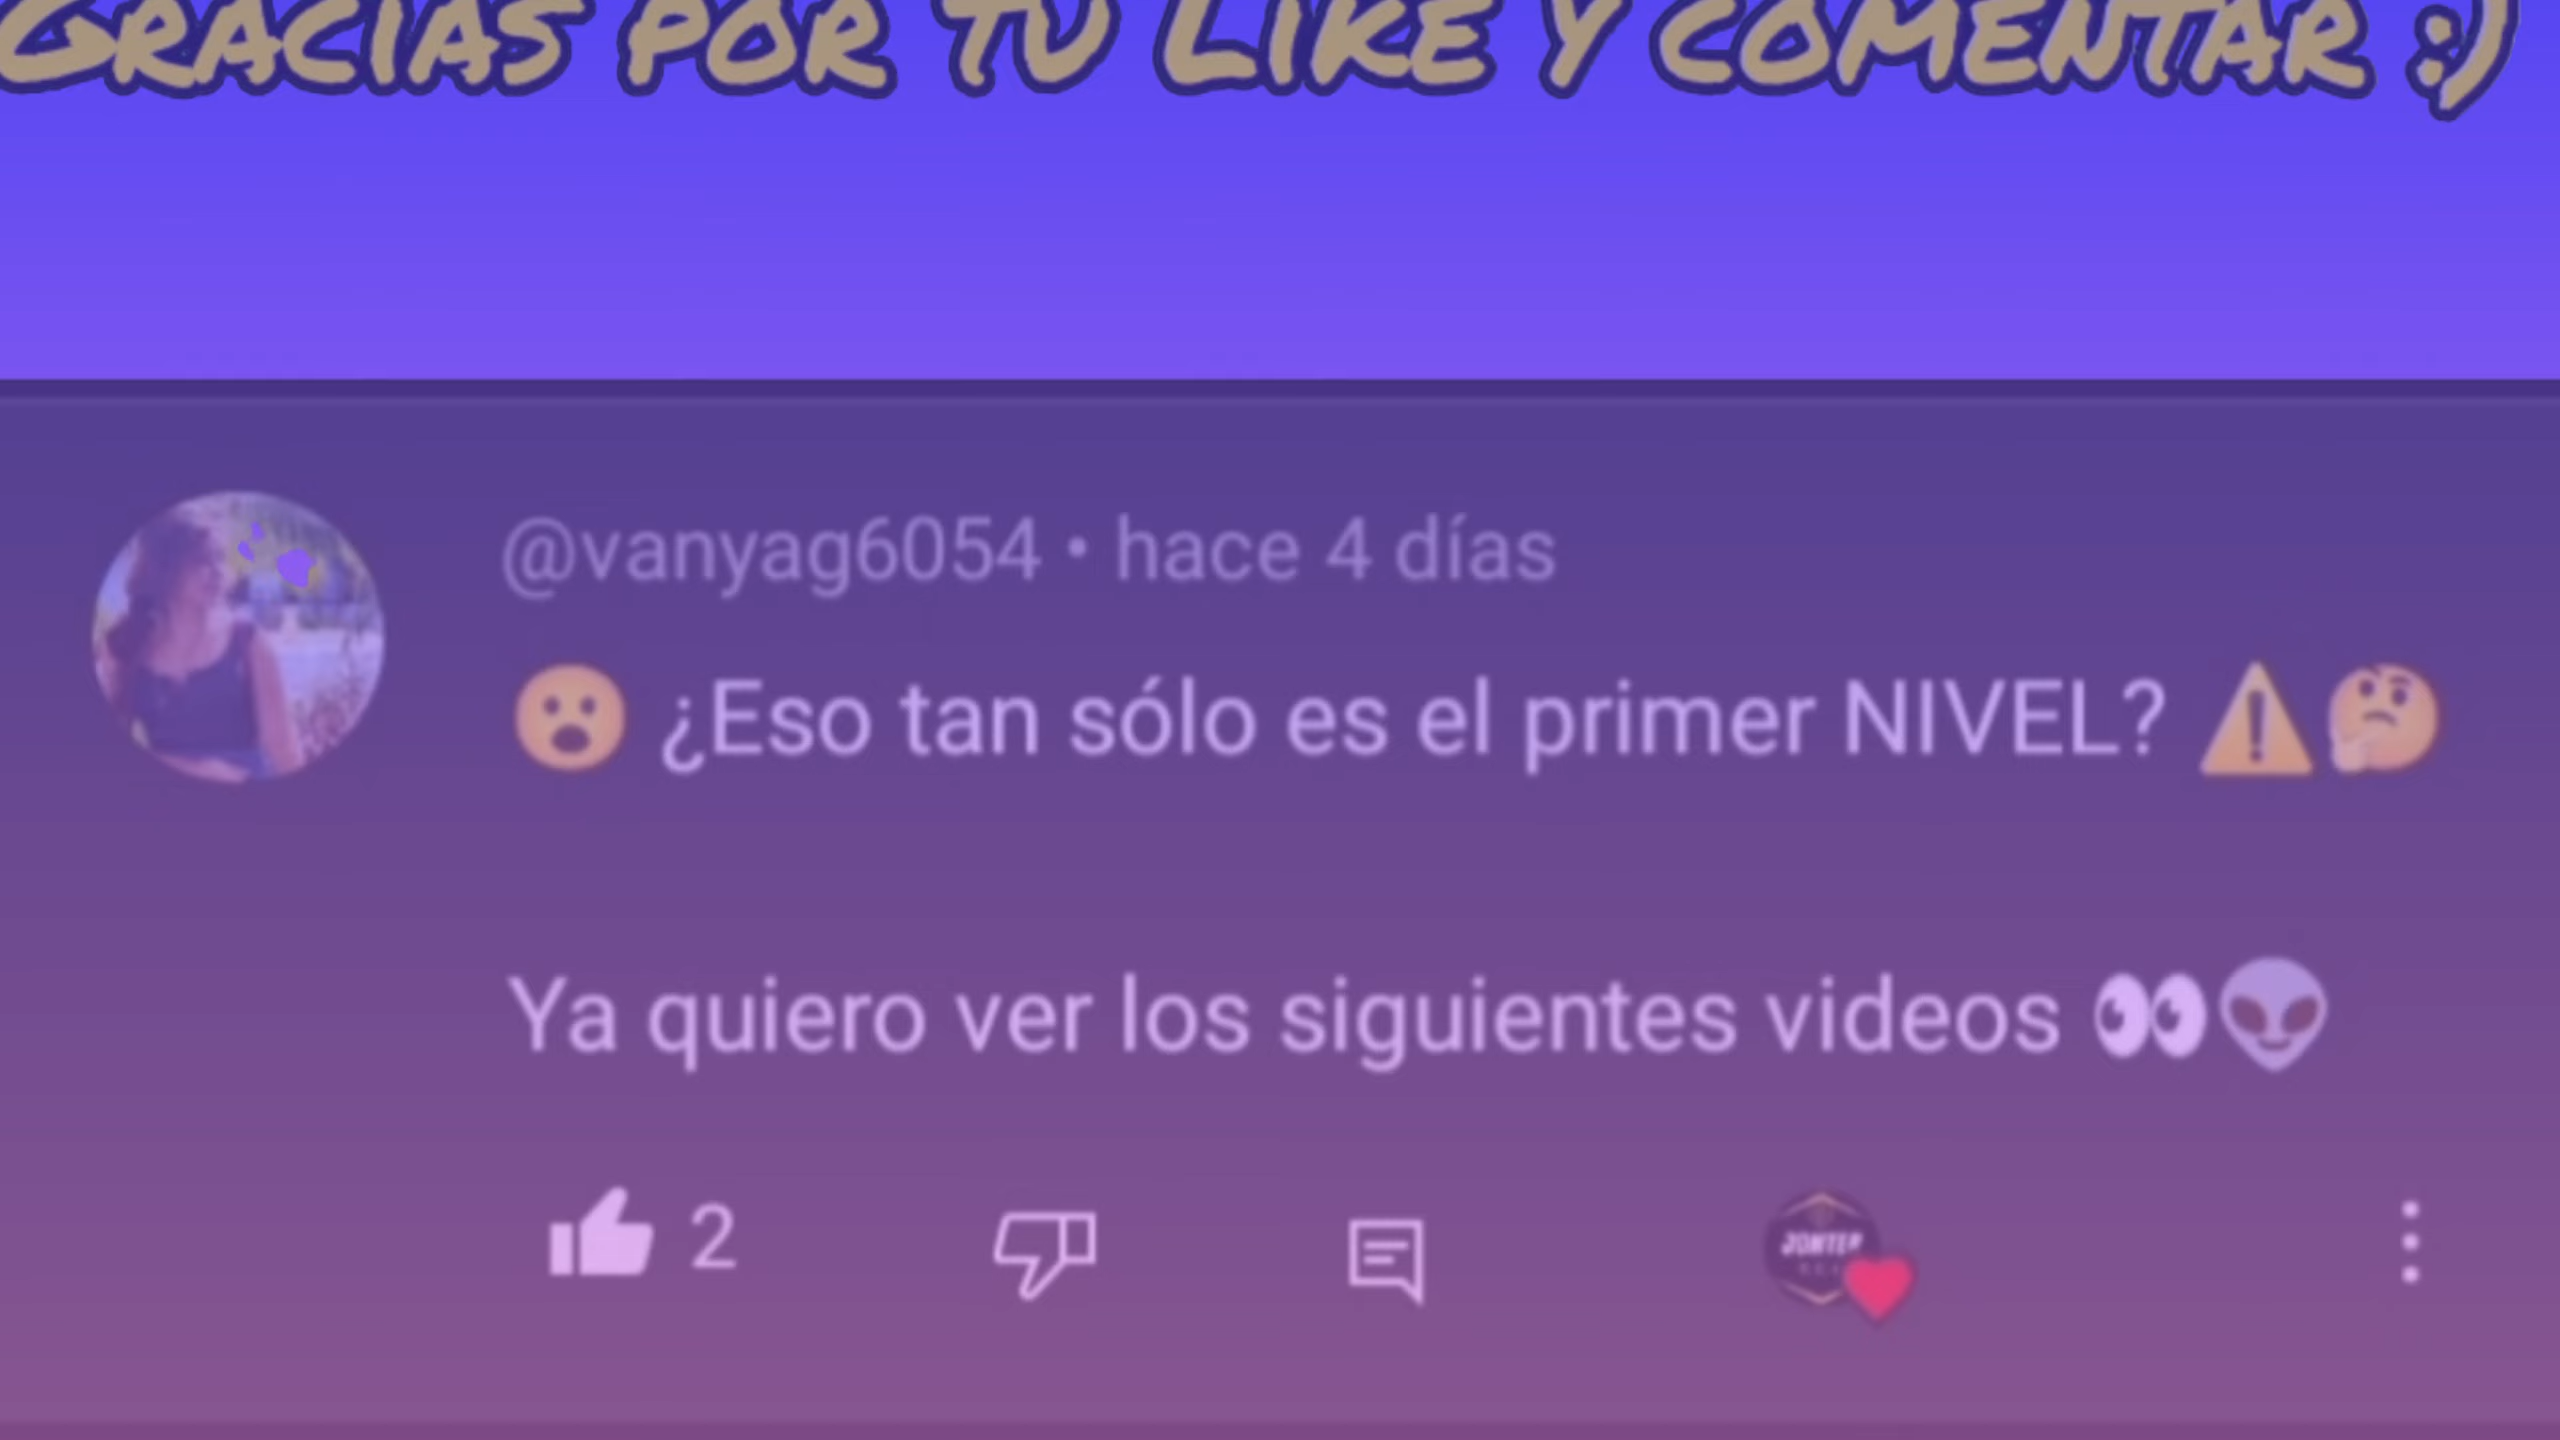 Gracias por tu Like y comentar :)
@vanyag6054 • hace 4 días
😮 ¿Eso tan sólo es el primer NIVEL? ⚠️🤔
Ya quiero ver los siguientes videos 👀👽
2
JONTER